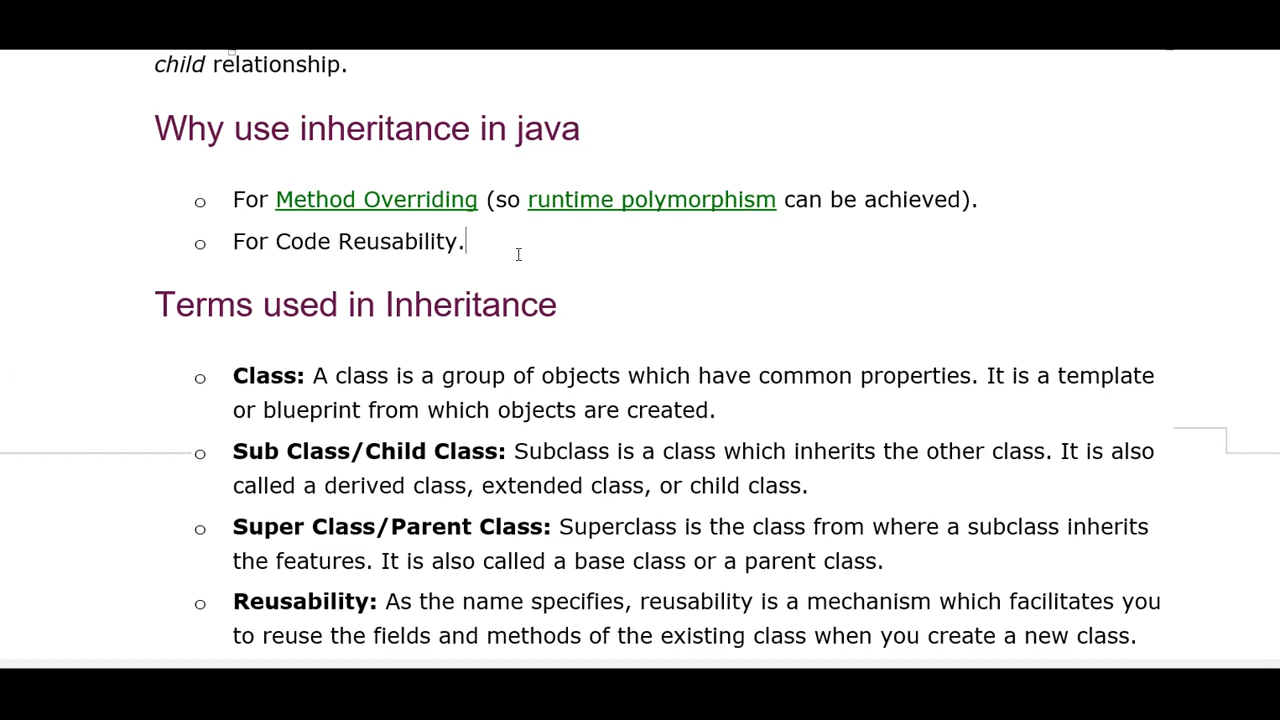 child relationship.
Why use inheritance in java
o For Method Overriding (so runtime polymorphism can be achieved).
o For Code Reusability.
Terms used in Inheritance
o Class: A class is a group of objects which have common properties. It is a template
or blueprint from which objects are created.
o Sub Class/Child Class: Subclass is a class which inherits the other class. It is also
called a derived class, extended class, or child class.
o Super Class/Parent Class: Superclass is the class from where a subclass inherits
the features. It is also called a base class or a parent class.
o Reusability: As the name specifies, reusability is a mechanism which facilitates you
to reuse the fields and methods of the existing class when you create a new class.